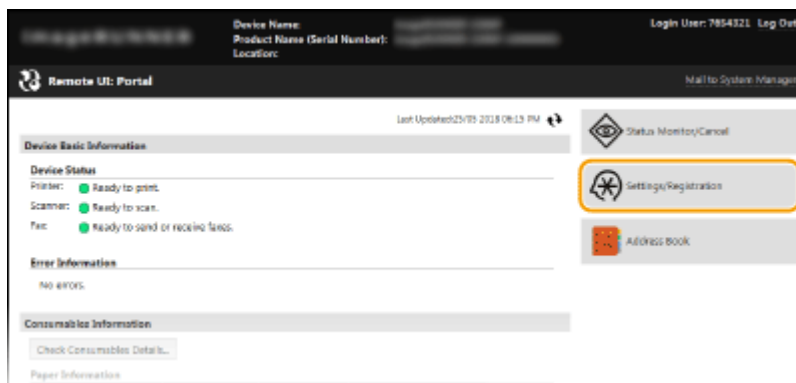 Device Name:
Product Name (Serial Number):
Location:
Login User: 7654321 Log Out
Remote UI: Portal
Mail to System Manager
Last Updated:25/05 2018 06:15 PM
Device Basic Information
Device Status
Printer: Ready to print.
Scanner: Ready to scan.
Fax: Ready to send or receive faxes.
Error Information
No errors.
Consumables Information
Check Consumables Details...
Paper Information
Status Monitor/Cancel
Settings/Registration
Address Book